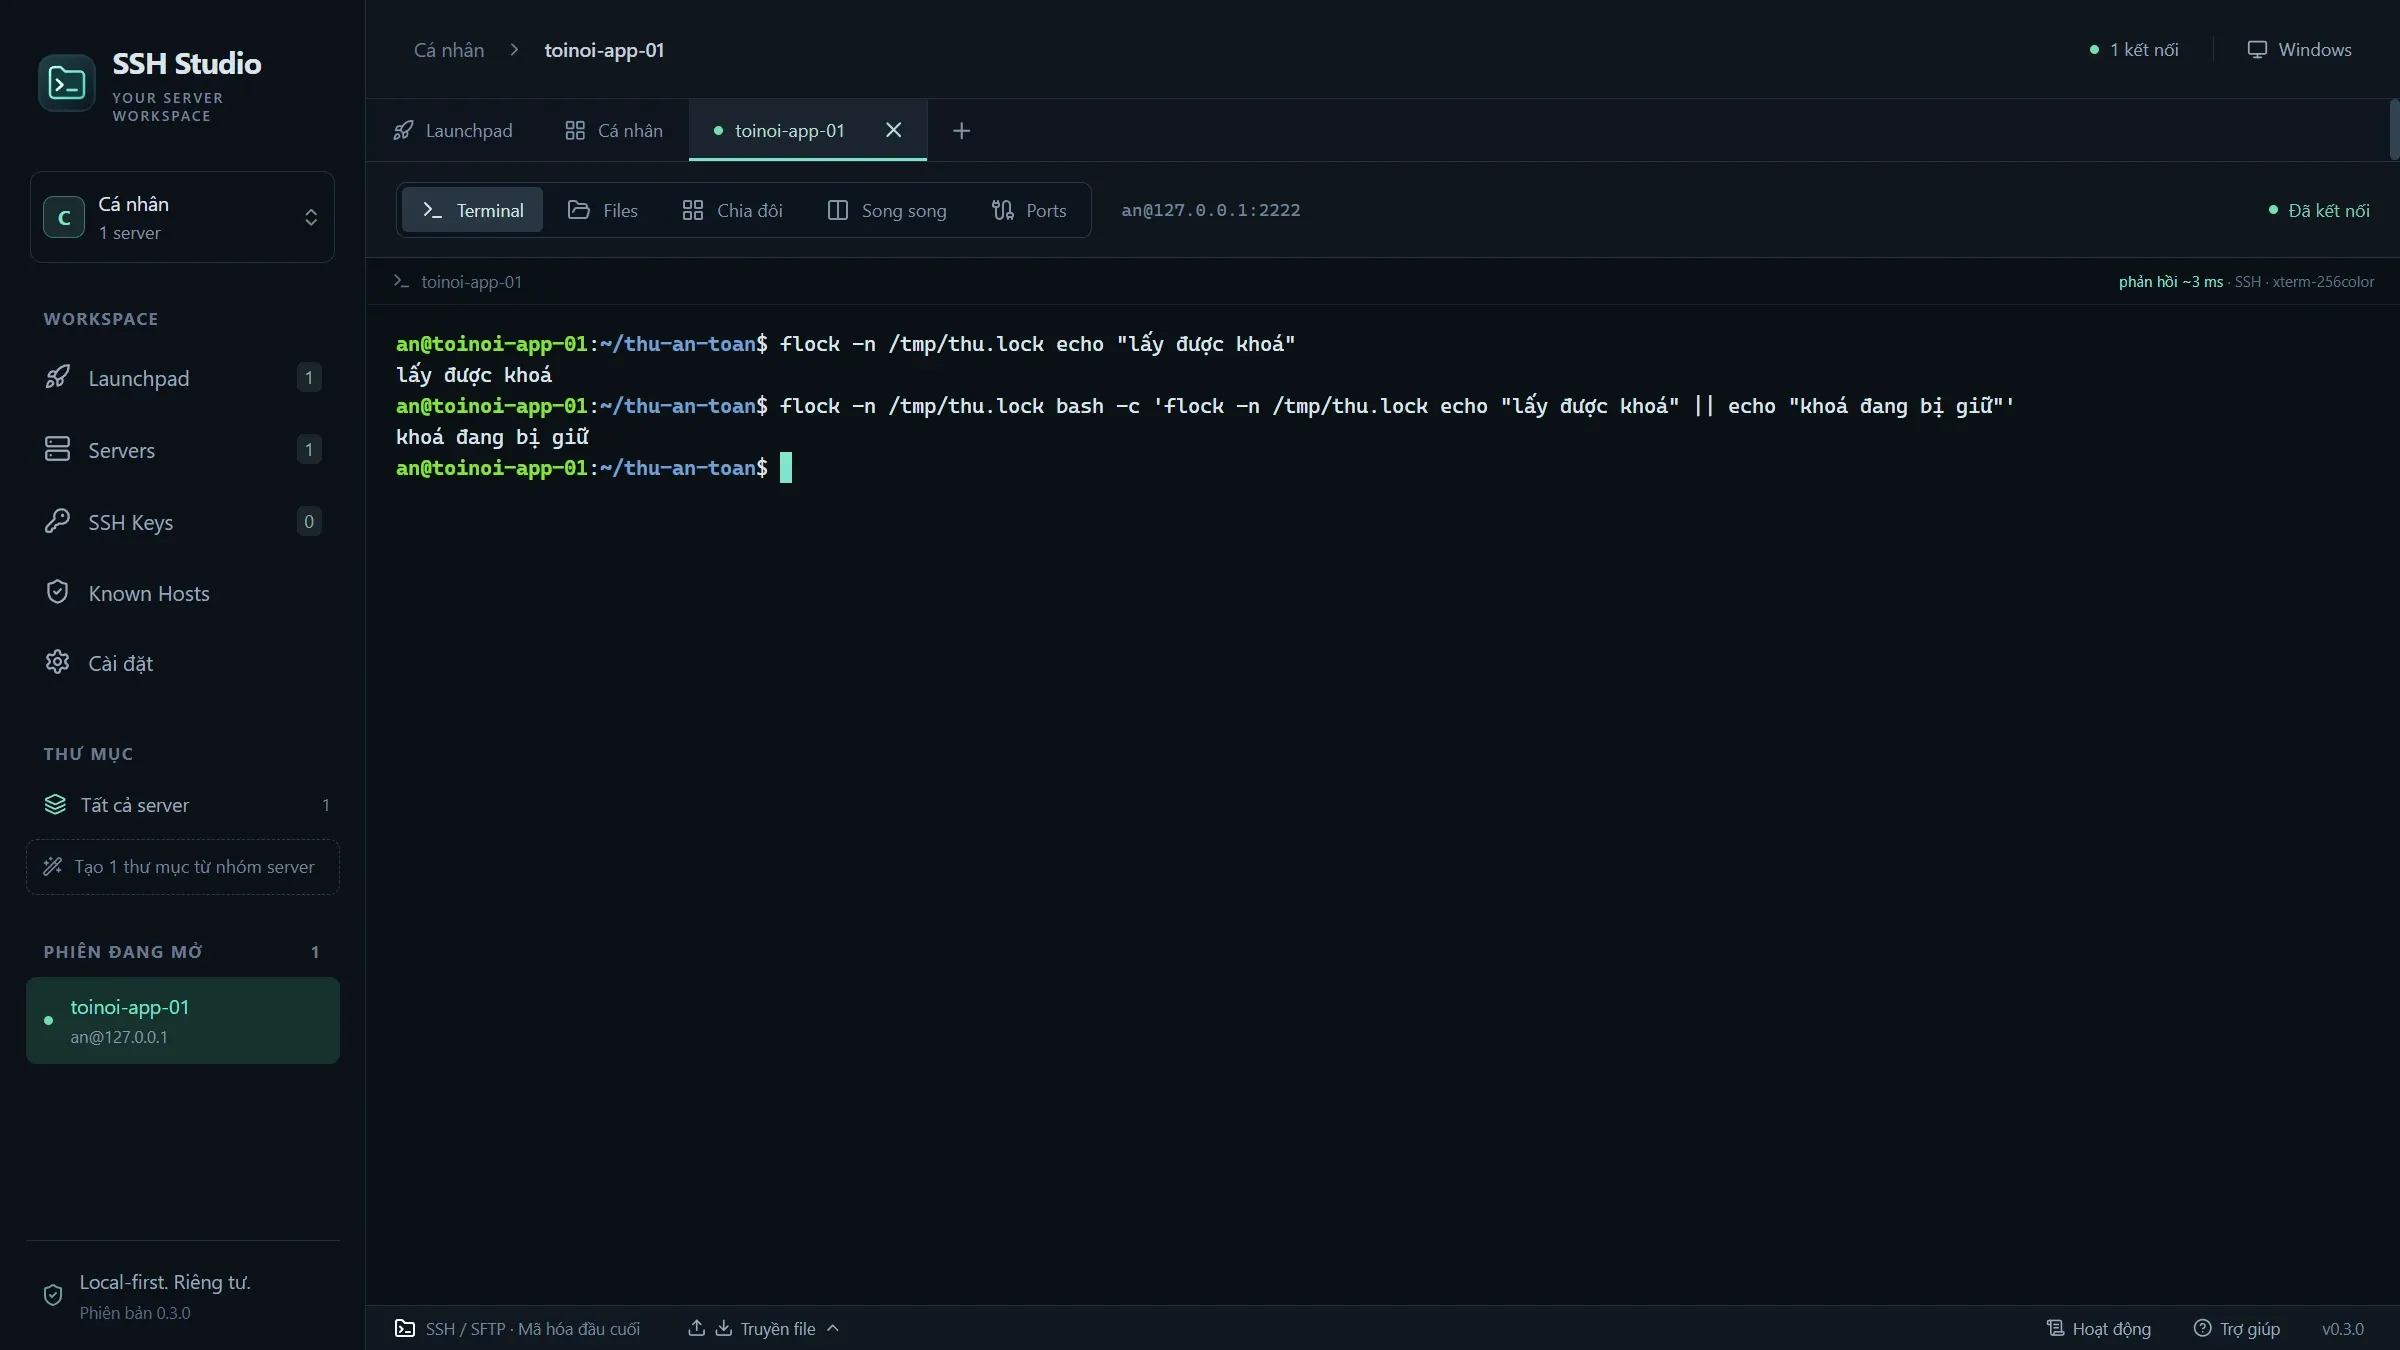 SSH Studio
YOUR SERVER
WORKSPACE
C
Cá nhân
1 server
WORKSPACE
Launchpad 1
Servers 1
SSH Keys 0
Known Hosts
Cài đặt
THƯ MỤC
Tất cả server 1
Tạo 1 thư mục từ nhóm server
PHIÊN ĐANG MỞ 1
toinoi-app-01
an@127.0.0.1
Local-first. Riêng tư.
Phiên bản 0.3.0
Cá nhân > toinoi-app-01
1 kết nối
Windows
Launchpad
Cá nhân
toinoi-app-01
Terminal
Files
Chia đôi
Song song
Ports
an@127.0.0.1:2222
Đã kết nối
toinoi-app-01
phản hồi ~3 ms · SSH · xterm-256color
an@toinoi-app-01:~/thu-an-toan$ flock -n /tmp/thu.lock echo "lấy được khoá"
lấy được khoá
an@toinoi-app-01:~/thu-an-toan$ flock -n /tmp/thu.lock bash -c 'flock -n /tmp/thu.lock echo "lấy được khoá" || echo "khoá đang bị giữ"'
khoá đang bị giữ
an@toinoi-app-01:~/thu-an-toan$
SSH / SFTP · Mã hóa đầu cuối
Truyền file
Hoạt động
Trợ giúp
v0.3.0